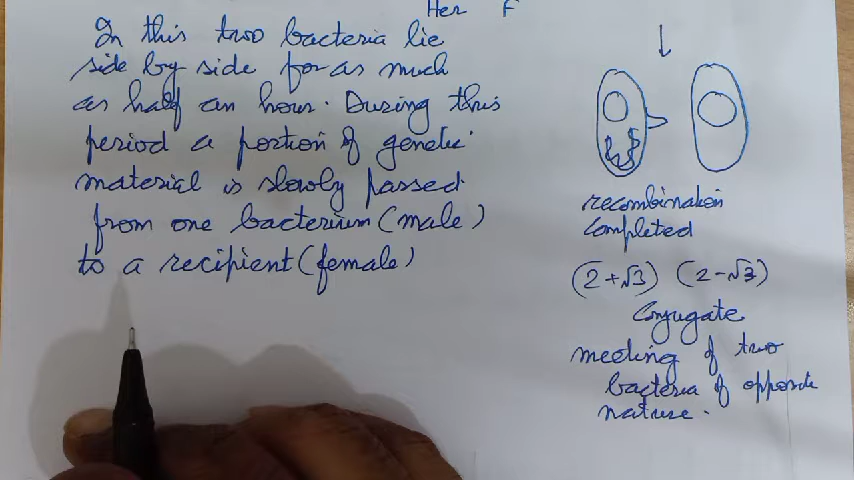 Her F
In this two bacteria lie
side by side for as much
as half an hour. During this
period a portion of genetic
material is slowly passed
from one bacterium (male)
to a recipient (female)
recombination
completed
(2+√3) (2-√3)
Conjugate
meeting of two
bacteria of opposite
nature.